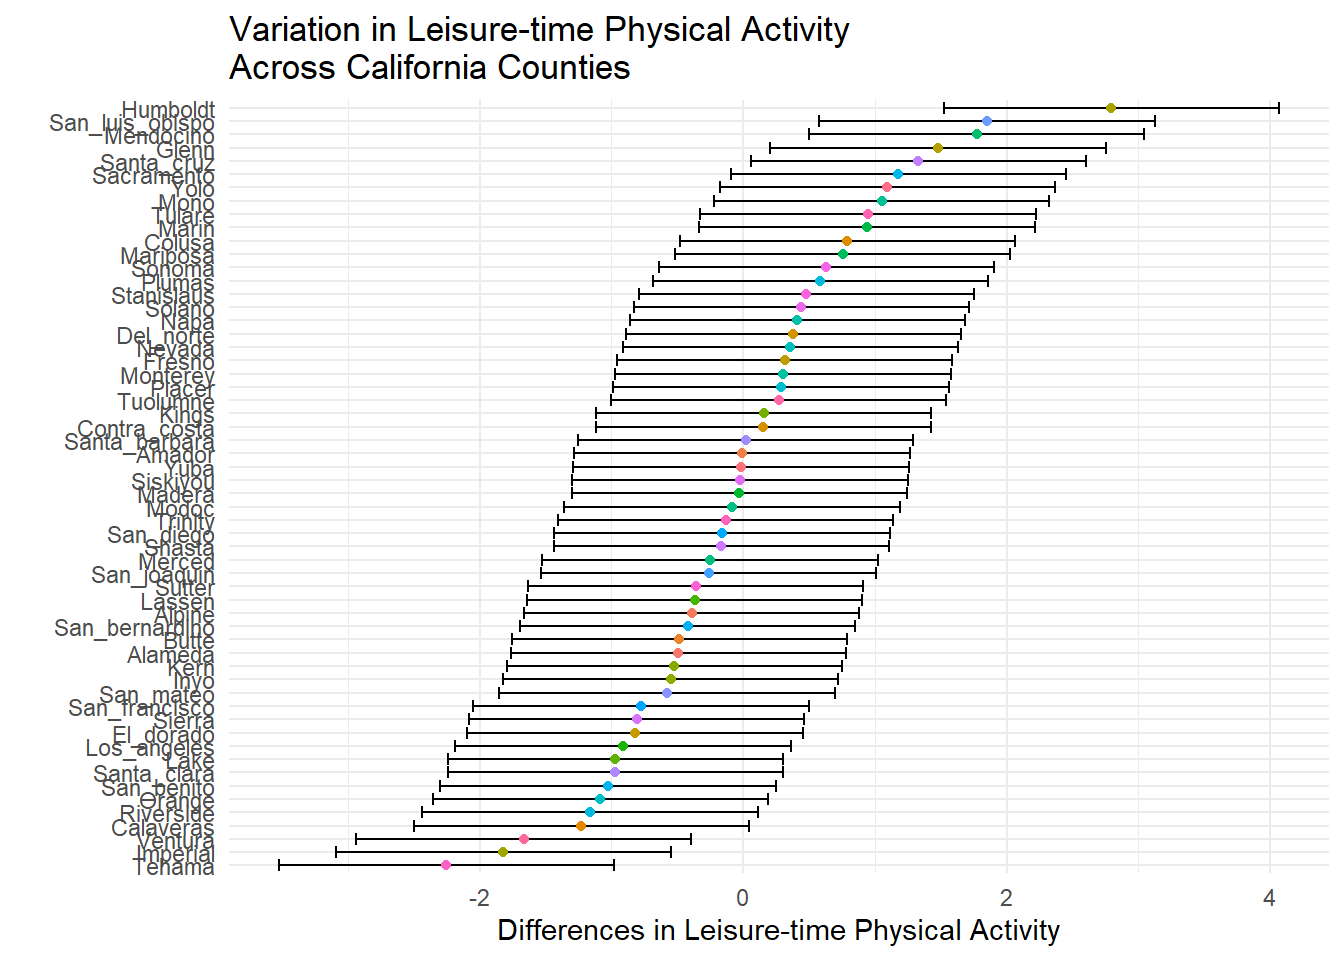 Variation in Leisure-time Physical Activity
Across California Counties
Humboldt
San_luis_obispo
Mendocino
Glenn
Santa_cruz
Sacramento
Yolo
Mono
Tulare
Marin
Colusa
Mariposa
Sonoma
Plumas
Stanislaus
Solano
Napa
Del_norte
Nevada
Fresno
Monterey
Placer
Tuolumne
Kings
Contra_costa
Santa_barbara
Amador
Yuba
Siskiyou
Madera
Modoc
Trinity
San_diego
Shasta
Merced
San_joaquin
Sutter
Lassen
Alpine
San_bernardino
Butte
Alameda
Kern
Inyo
San_mateo
San_francisco
Sierra
El_dorado
Los_angeles
Lake
Santa_clara
San_benito
Orange
Riverside
Calaveras
Ventura
Imperial
Tehama
-2 0 2 4
Differences in Leisure-time Physical Activity